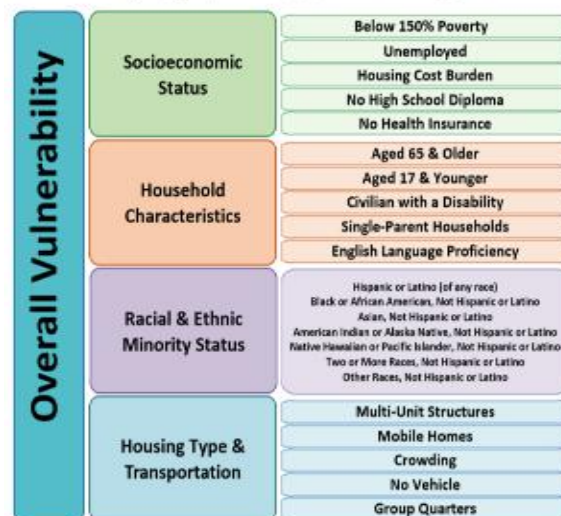 Overall Vulnerability
Socioeconomic
Status
Below 150% Poverty
Unemployed
Housing Cost Burden
No High School Diploma
No Health Insurance
Household
Characteristics
Aged 65 & Older
Aged 17 & Younger
Civilian with a Disability
Single-Parent Households
English Language Proficiency
Racial & Ethnic
Minority Status
Hispanic or Latino (of any race)
Black or African American, Not Hispanic or Latino
Asian, Not Hispanic or Latino
American Indian or Alaska Native, Not Hispanic or Latino
Native Hawaiian or Pacific Islander, Not Hispanic or Latino
Two or More Races, Not Hispanic or Latino
Other Races, Not Hispanic or Latino
Housing Type &
Transportation
Multi-Unit Structures
Mobile Homes
Crowding
No Vehicle
Group Quarters